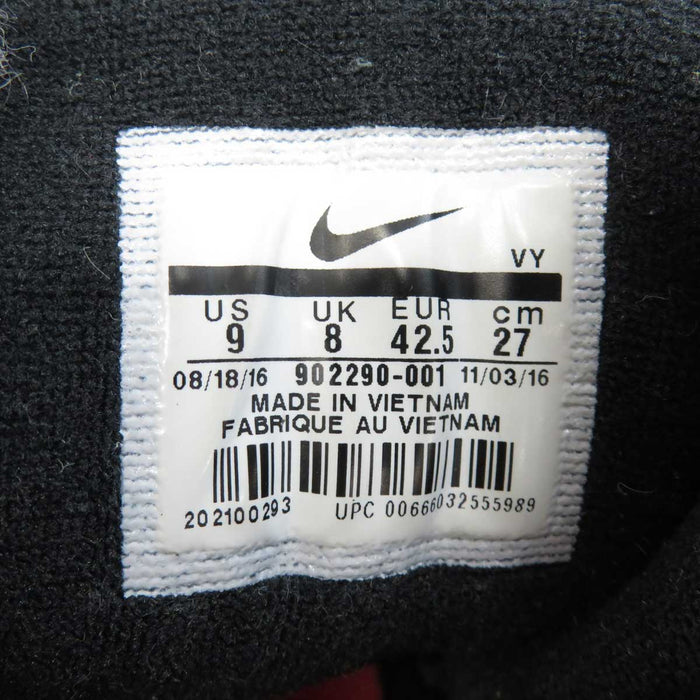 VY
US UK EUR cm
9 8 42.5 27
08/18/16 902290-001 11/03/16
MADE IN VIETNAM
FABRIQUE AU VIETNAM
202100293 UPC 00666032555989